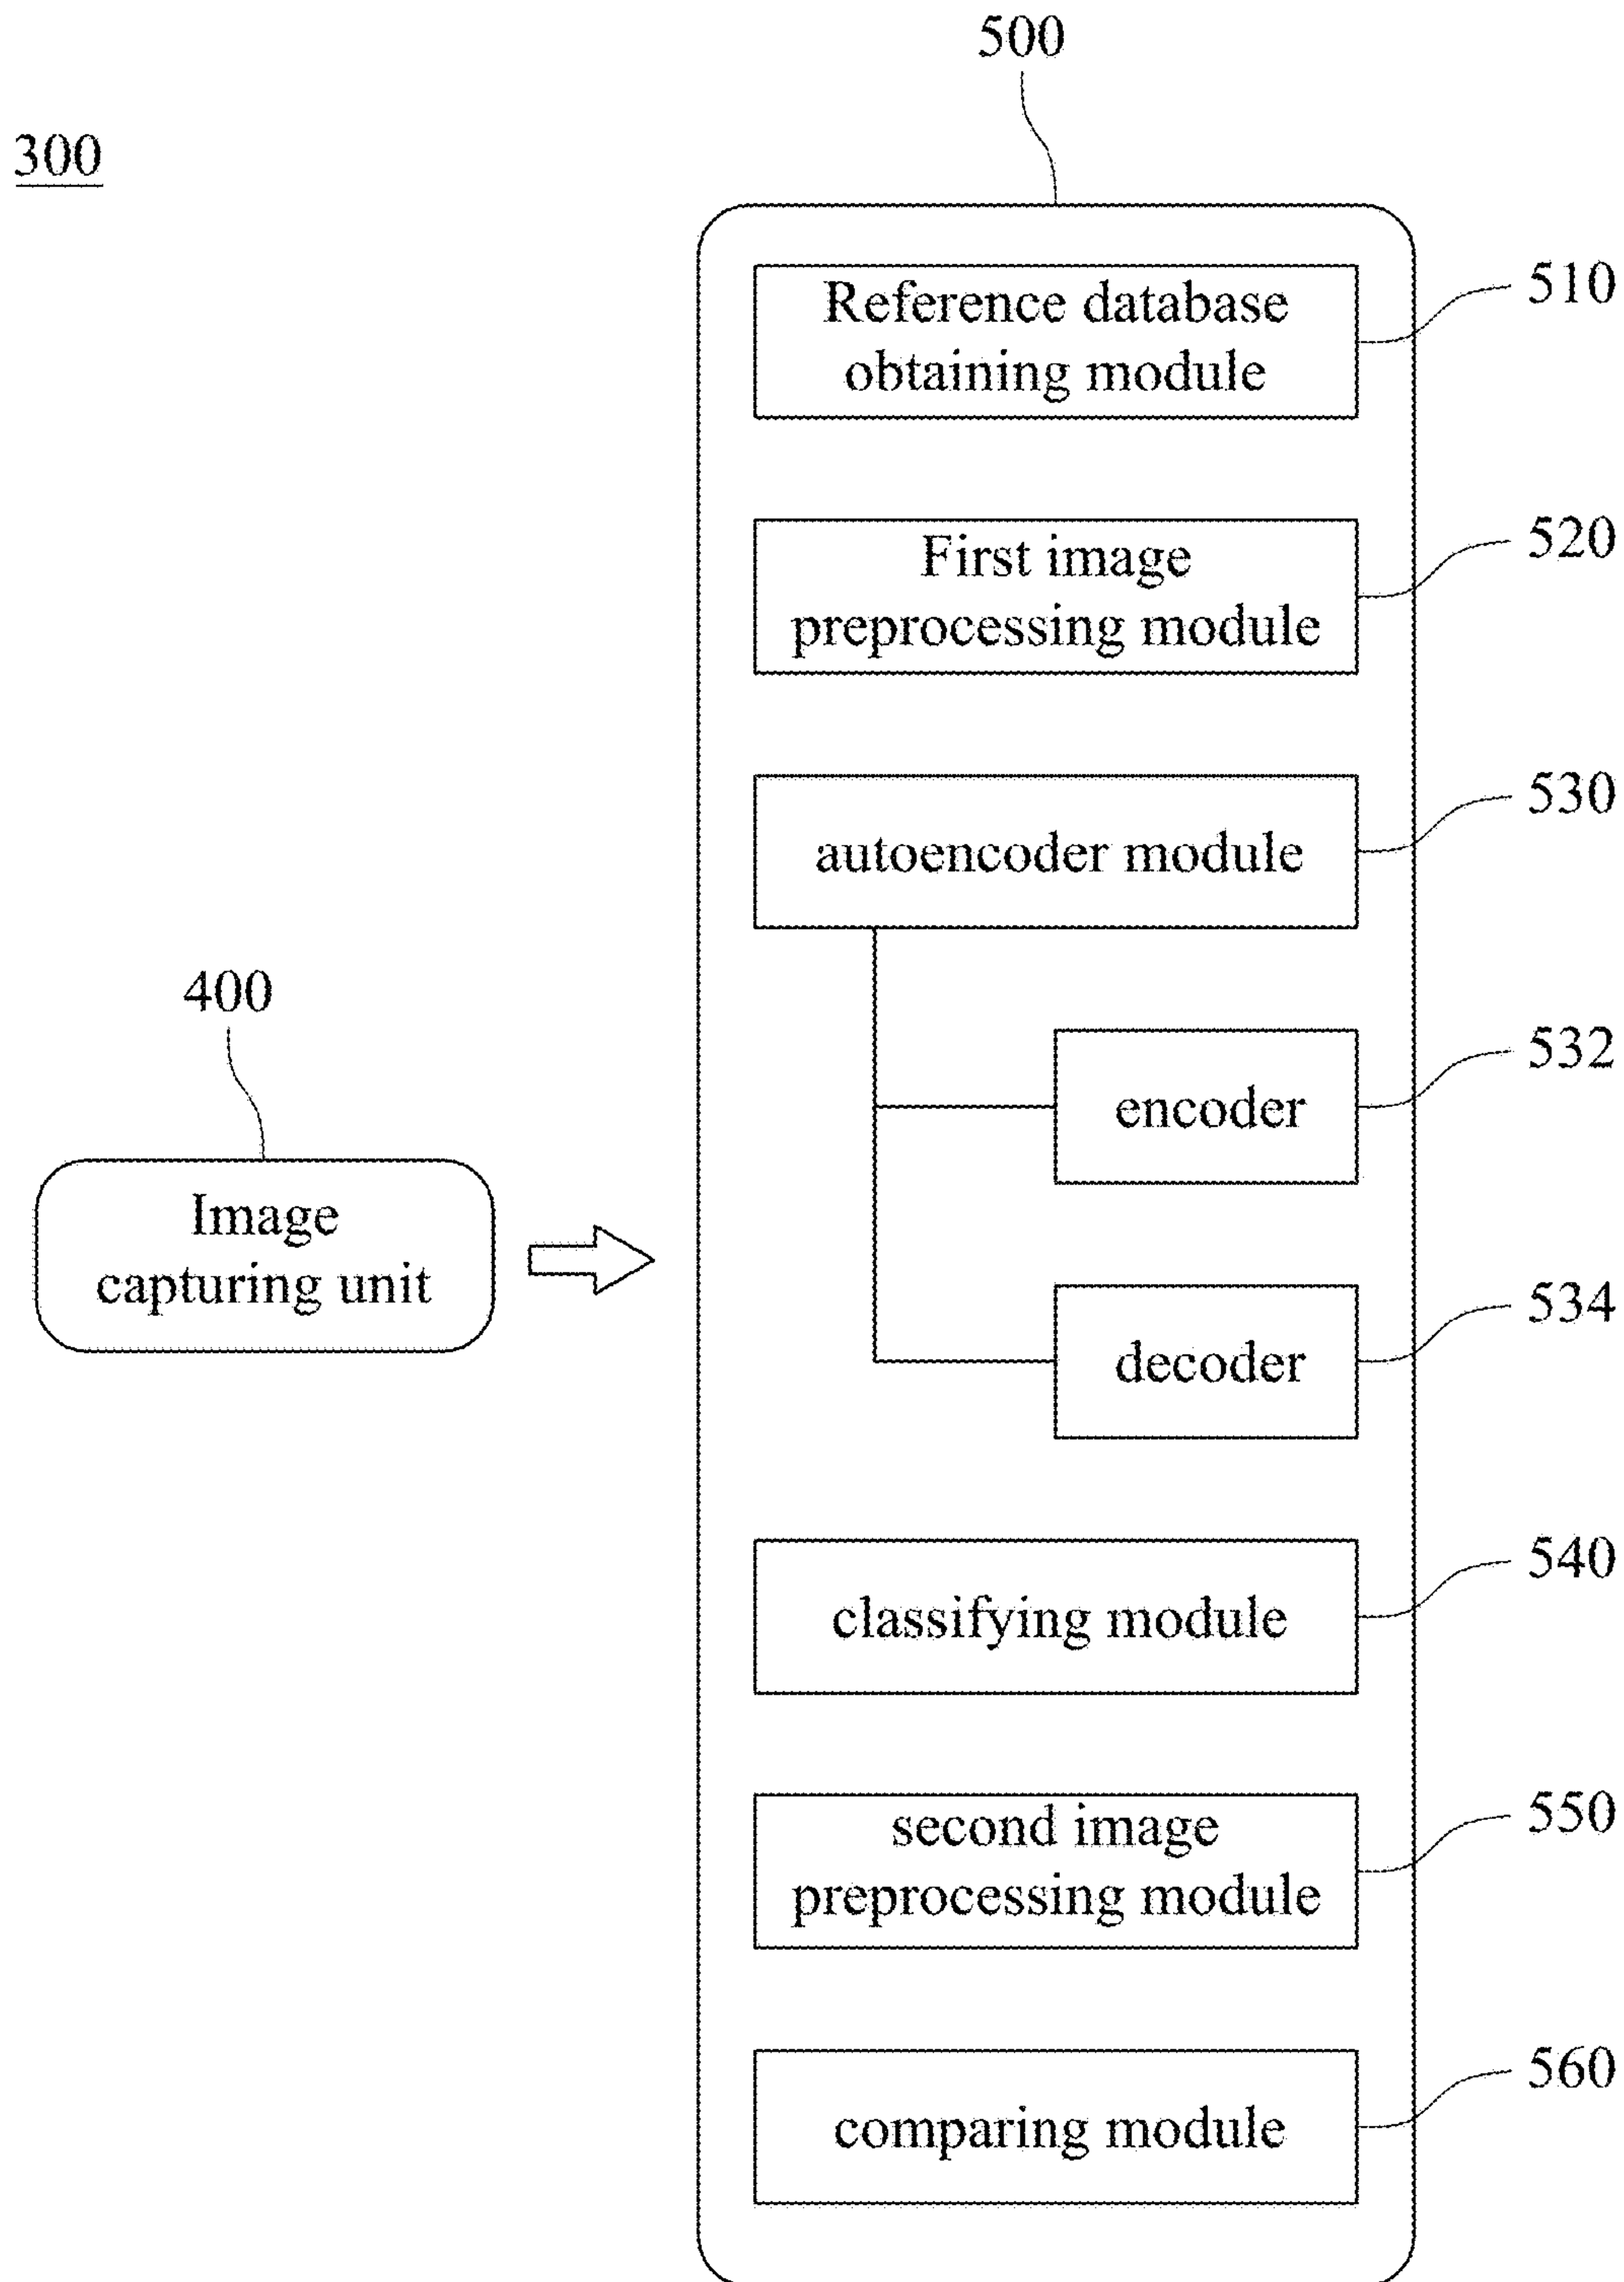 500
300
Reference database
obtaining module
510
First image
preprocessing module
520
autoencoder module
530
400
encoder
532
Image
capturing unit
decoder
534
classifying module
540
second image
preprocessing module
550
comparing module
560